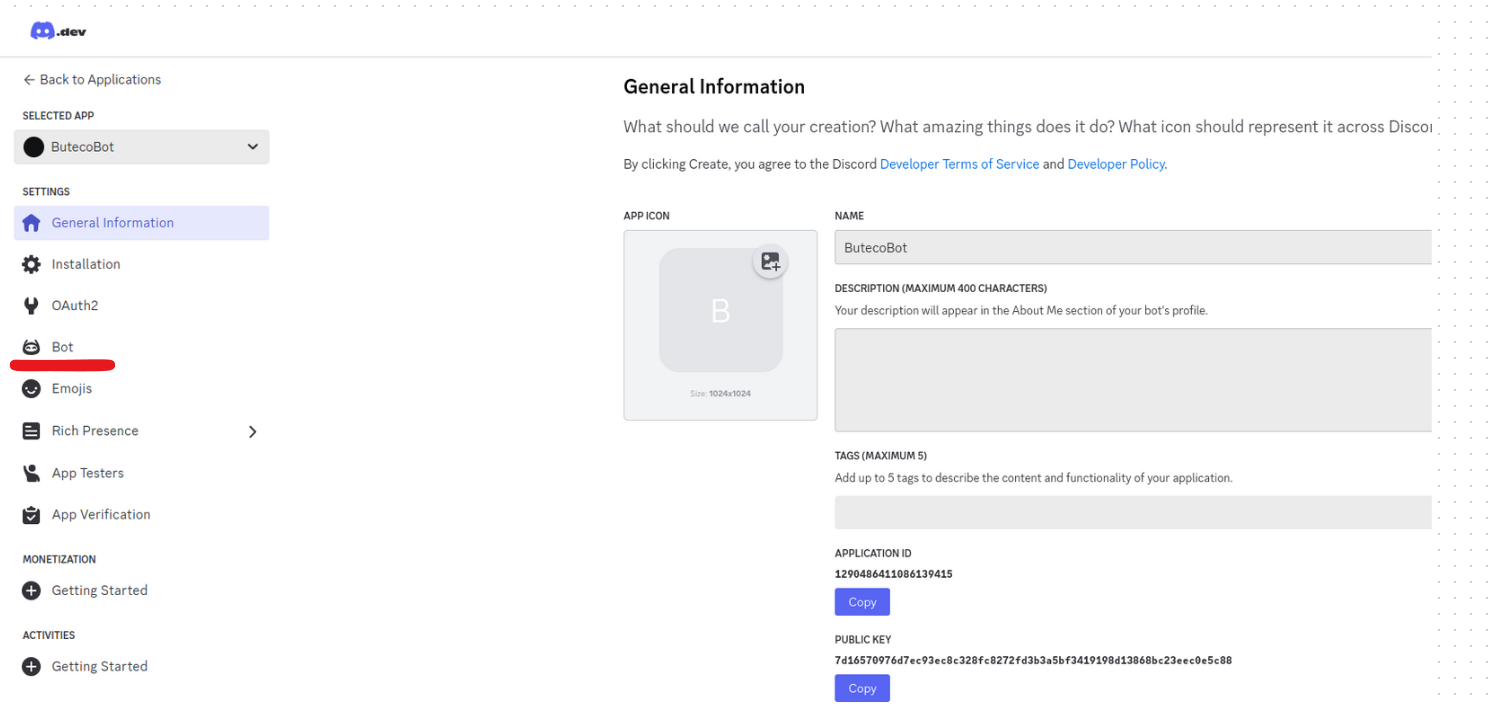 .dev
Back to Applications
SELECTED APP
ButecoBot
SETTINGS
General Information
Installation
OAuth2
Bot
Emojis
Rich Presence
App Testers
App Verification
MONETIZATION
Getting Started
ACTIVITIES
Getting Started
General Information
What should we call your creation? What amazing things does it do? What icon should represent it across Discor
By clicking Create, you agree to the Discord Developer Terms of Service and Developer Policy.
APP ICON
B
Size: 1024x1024
NAME
ButecoBot
DESCRIPTION (MAXIMUM 400 CHARACTERS)
Your description will appear in the About Me section of your bot's profile.
TAGS (MAXIMUM 5)
Add up to 5 tags to describe the content and functionality of your application.
APPLICATION ID
1290486411086139415
Copy
PUBLIC KEY
7d16570976d7ec93ec8c328fc8272fd3b3a5bf3419198d13868bc23eec0e5c88
Copy